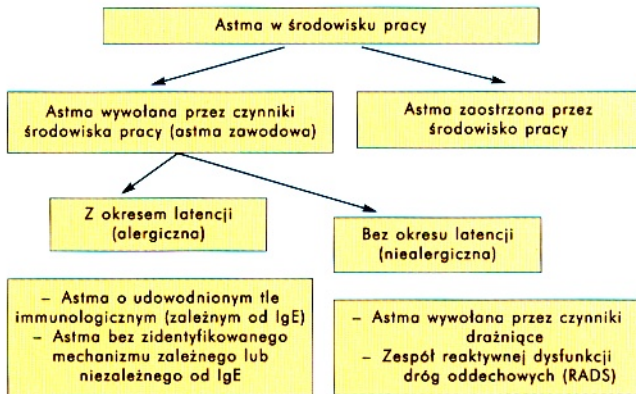 Astma w środowisku pracy
Astma wywołana przez czynniki
środowiska pracy (astma zawodowa)
Astma zaostrzona przez
środowisko pracy
Z okresem latencji
(alergiczna)
Bez okresu latencji
(niealergiczna)
– Astma o udowodnionym tle
immunologicznym (zależnym od IgE)
– Astma bez zidentyfikowanego
mechanizmu zależnego lub
niezależnego od IgE
– Astma wywołana przez czynniki
drażniące
– Zespół reaktywnej dysfunkcji
dróg oddechowych (RADS)